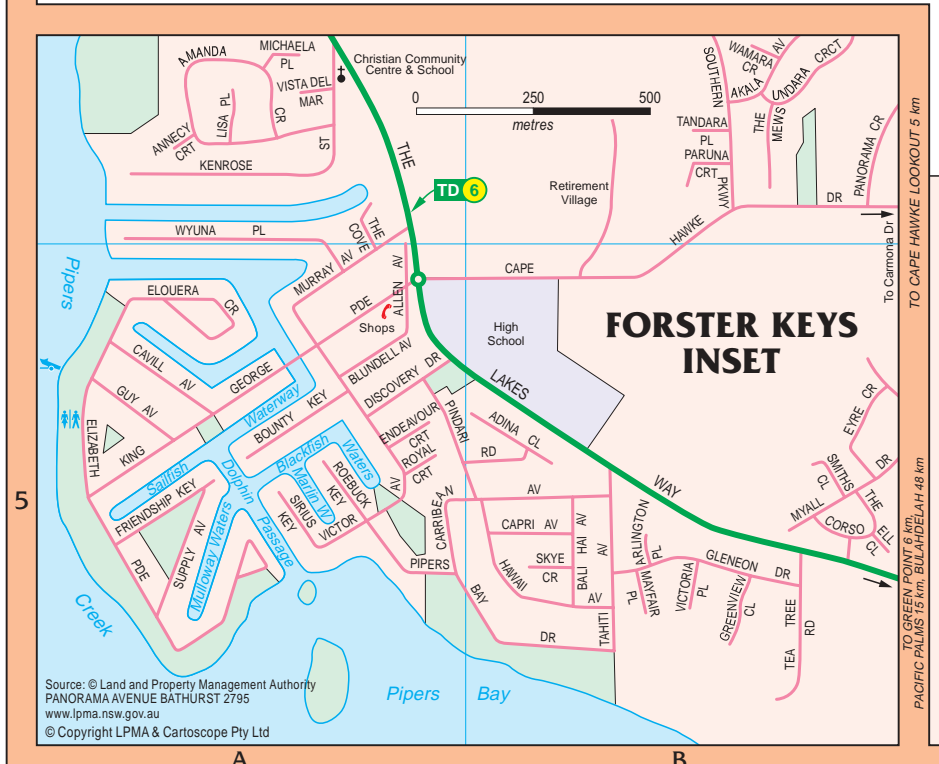 AMANDA
MICHAELA
PL
VISTA DEL
MAR
LISA PL
CR
ST
ANNECY
CRT
KENROSE
Christian Community
Centre & School
0 250 500
metres
THE
TD 6
Retirement
Village
SOUTHERN
PKWY
WAMARA
CR
AV
AKALA
UNDARA CRCT
THE
MEWS
TANDARA
PL
PARUNA
CRT
PANORAMA CR
DR
HAWKE
CAPE
To Carmona Dr
TO CAPE HAWKE LOOKOUT 5 km
WYUNA PL
THE
COVE
MURRAY AV
ALLEN AV
PDE
Shops
Pipers
ELOUERA
CR
CAVILL
AV
GUY AV
GEORGE
KING
ELIZABETH
BLUNDELL AV
DISCOVERY DR
High
School
FORSTER KEYS
INSET
LAKES
WAY
Waterway
BOUNTY KEY
ENDEAVOUR
CRT
ROYAL
CRT
AV
PINDARI
RD
ADINA CL
Sailfish
FRIENDSHIP KEY
Dolphin
Passage
Blackfish
Waters
Marlin W
ROEBUCK
KEY
SIRIUS
KEY
VICTOR
SUPPLY AV
Mulloway Waters
PDE
Creek
PIPERS
CARRIBEAN
AV
CAPRI AV
SKYE
CR
HAWAII
AV
BALI HAI AV
TAHITI
AV
BAY
DR
ARLINGTON
PL
MAYFAIR
PL
VICTORIA
PL
GLENEON DR
GREENVIEW
CL
TEA TREE
RD
EYRE CR
DR
SMITHS
CL
MYALL
THE
ELL
CORSO
CL
5
TO GREEN POINT 6 km,
PACIFIC PALMS 15 km, BULAHDELAH 48 km
Pipers Bay
Source: © Land and Property Management Authority
PANORAMA AVENUE BATHURST 2795
www.lpma.nsw.gov.au
© Copyright LPMA & Cartoscope Pty Ltd
A
B